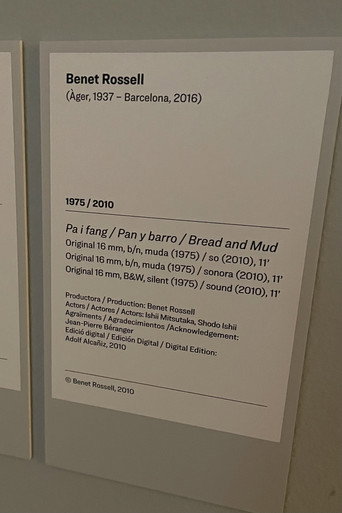 Benet Rossell
(Àger, 1937 – Barcelona, 2016)
1975 / 2010
Pa i fang / Pan y barro / Bread and Mud
Original 16 mm, b/n, muda (1975) / so (2010), 11'
Original 16 mm, b/n, muda (1975) / sonora (2010), 11'
Original 16 mm, B&W, silent (1975) / sound (2010), 11'
Productora / Production: Benet Rossell
Actors / Actores / Actors: Ishii Mitsutaka, Shodo Ishii
Agraïments / Agradecimientos /Acknowledgement:
Jean-Pierre Béranger
Edició digital / Edición Digital / Digital Edition:
Adolf Alcañiz, 2010
© Benet Rossell, 2010